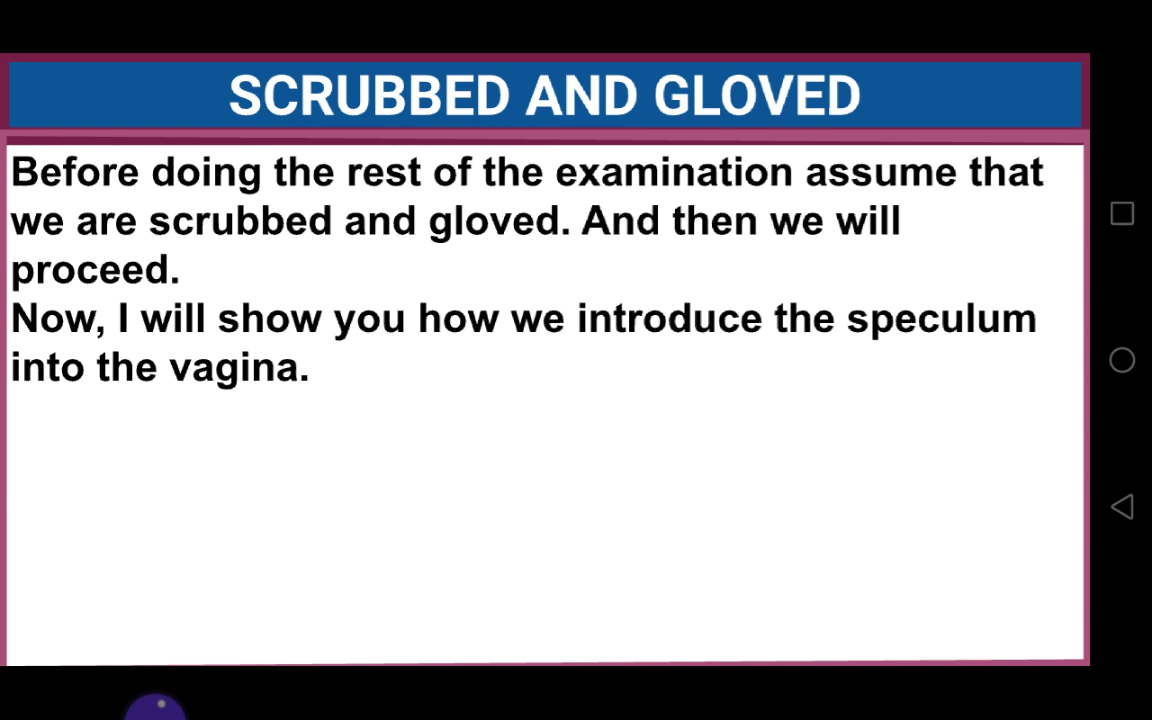 SCRUBBED AND GLOVED
Before doing the rest of the examination assume that
we are scrubbed and gloved. And then we will
proceed.
Now, I will show you how we introduce the speculum
into the vagina.